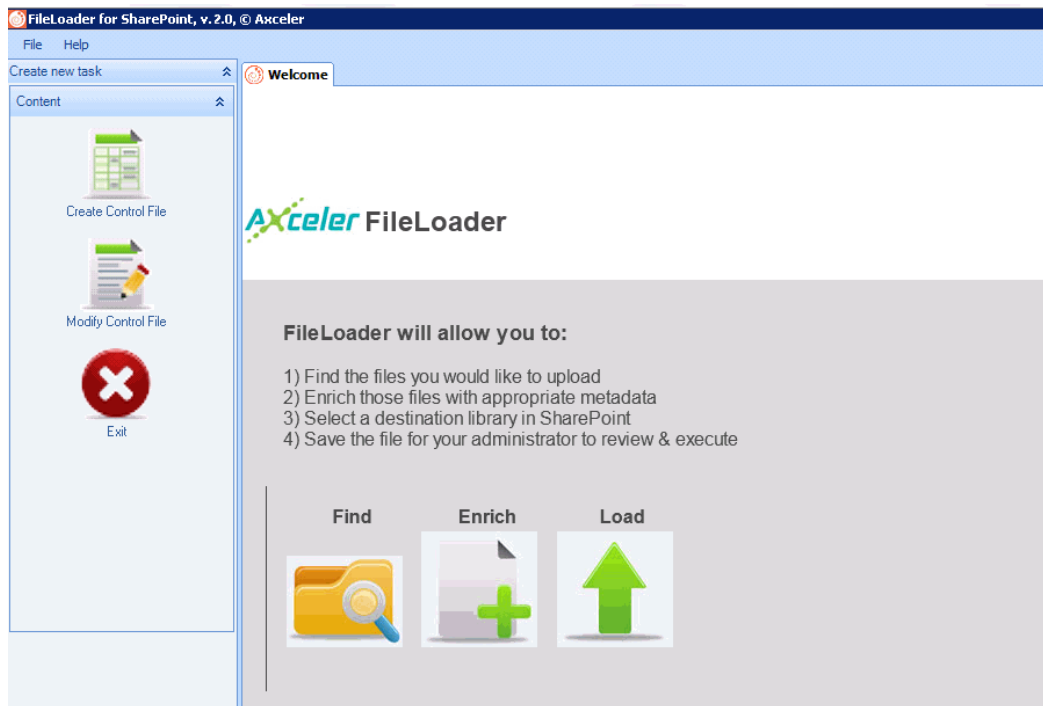 FileLoader for SharePoint, v.2.0, © Axceler
File Help
Create new task
Welcome
Content
Create Control File
Modify Control File
Exit
Axceler FileLoader
FileLoader will allow you to:
1) Find the files you would like to upload
2) Enrich those files with appropriate metadata
3) Select a destination library in SharePoint
4) Save the file for your administrator to review & execute
Find Enrich Load